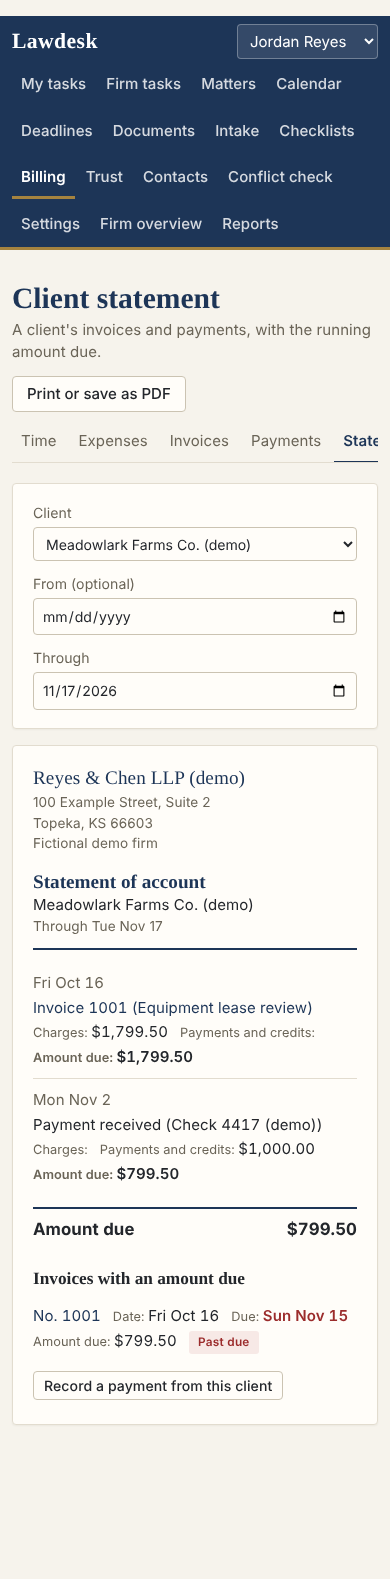 Lawdesk
Jordan Reyes
My tasks Firm tasks Matters Calendar
Deadlines Documents Intake Checklists
Billing Trust Contacts Conflict check
Settings Firm overview Reports
Client statement
A client's invoices and payments, with the running
amount due.
Print or save as PDF
Time Expenses Invoices Payments State
Client
Meadowlark Farms Co. (demo)
From (optional)
mm/dd/yyyy
Through
11/17/2026
Reyes & Chen LLP (demo)
100 Example Street, Suite 2
Topeka, KS 66603
Fictional demo firm
Statement of account
Meadowlark Farms Co. (demo)
Through Tue Nov 17
Fri Oct 16
Invoice 1001 (Equipment lease review)
Charges: $1,799.50 Payments and credits:
Amount due: $1,799.50
Mon Nov 2
Payment received (Check 4417 (demo))
Charges: Payments and credits: $1,000.00
Amount due: $799.50
Amount due $799.50
Invoices with an amount due
No. 1001 Date: Fri Oct 16 Due: Sun Nov 15
Amount due: $799.50 Past due
Record a payment from this client